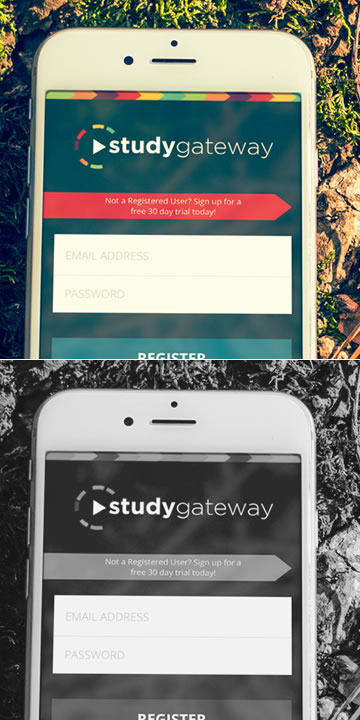 studygateway
Not a Registered User? Sign up for a
free 30 day trial today!
EMAIL ADDRESS
PASSWORD
REGISTER
studygateway
Not a Registered User? Sign up for a
free 30 day trial today!
EMAIL ADDRESS
PASSWORD
REGISTER